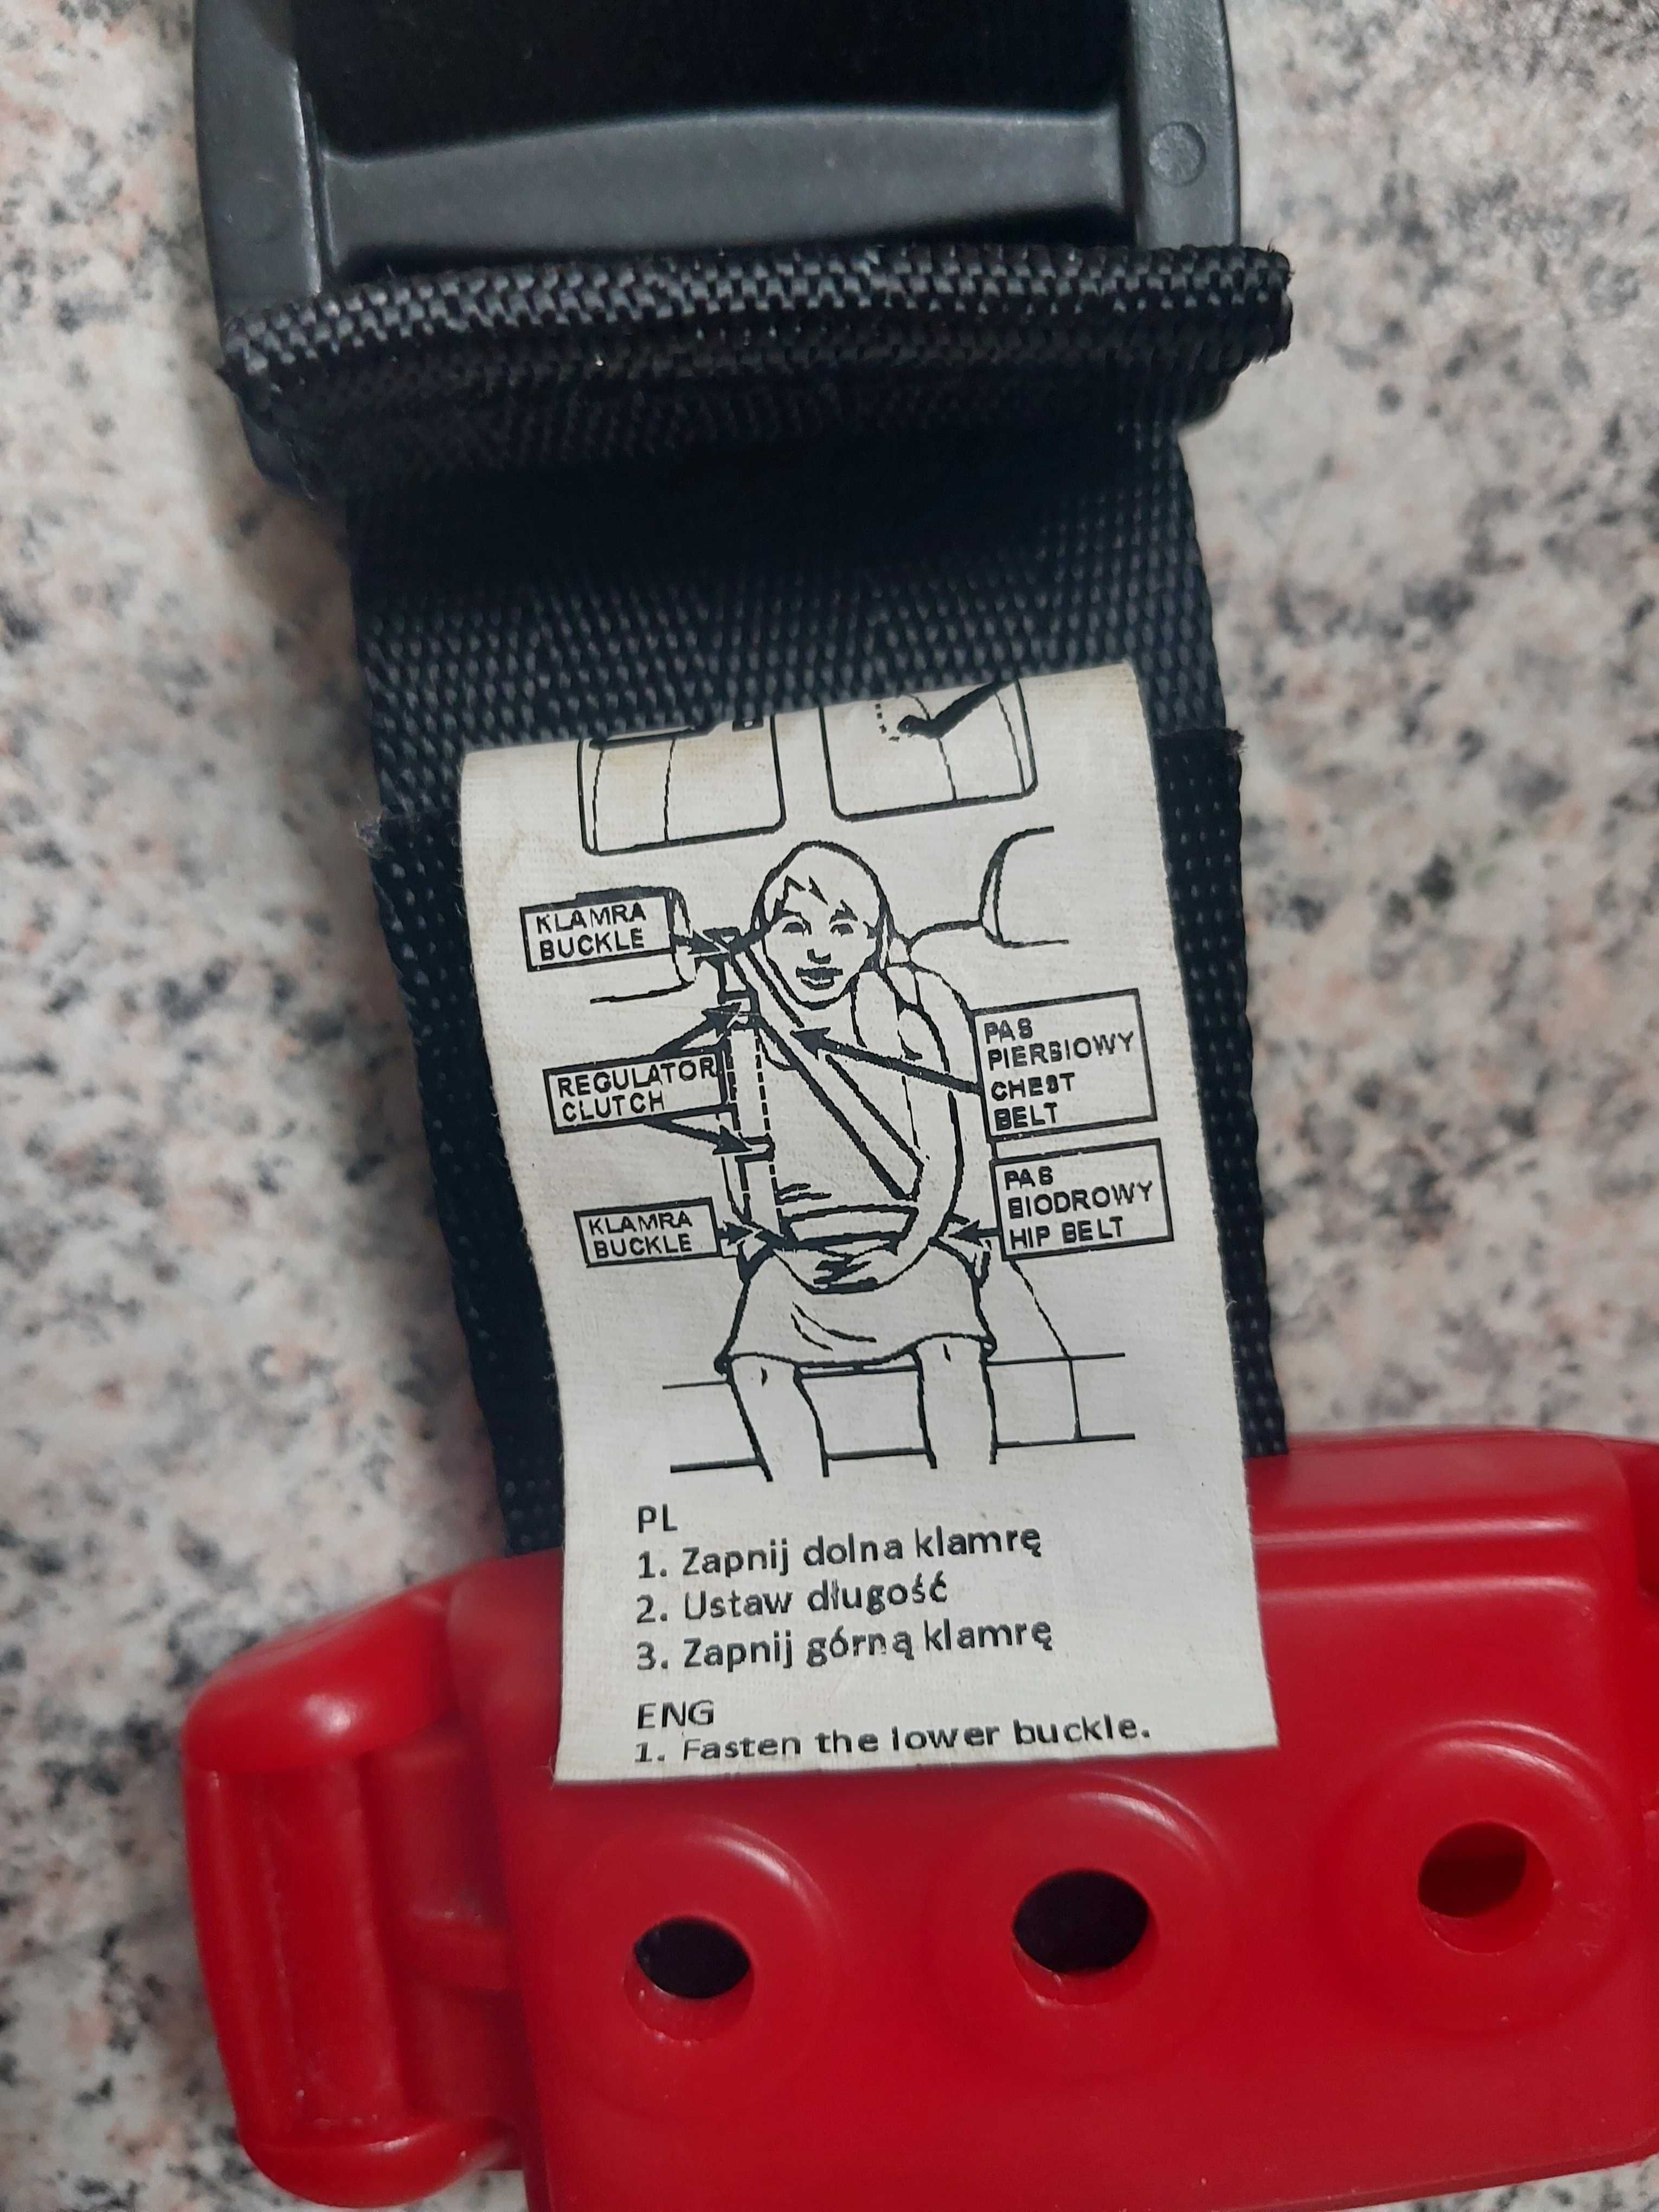 KLAMRA
BUCKLE
REGULATOR
CLUTCH
PAS
PIERSIOWY
CHEST
BELT
KLAMRA
BUCKLE
PAS
BIODROWY
HIP BELT
PL
1. Zapnij dolna klamrę
2. Ustaw długość
3. Zapnij górną klamrę
ENG
1. Fasten the lower buckle.